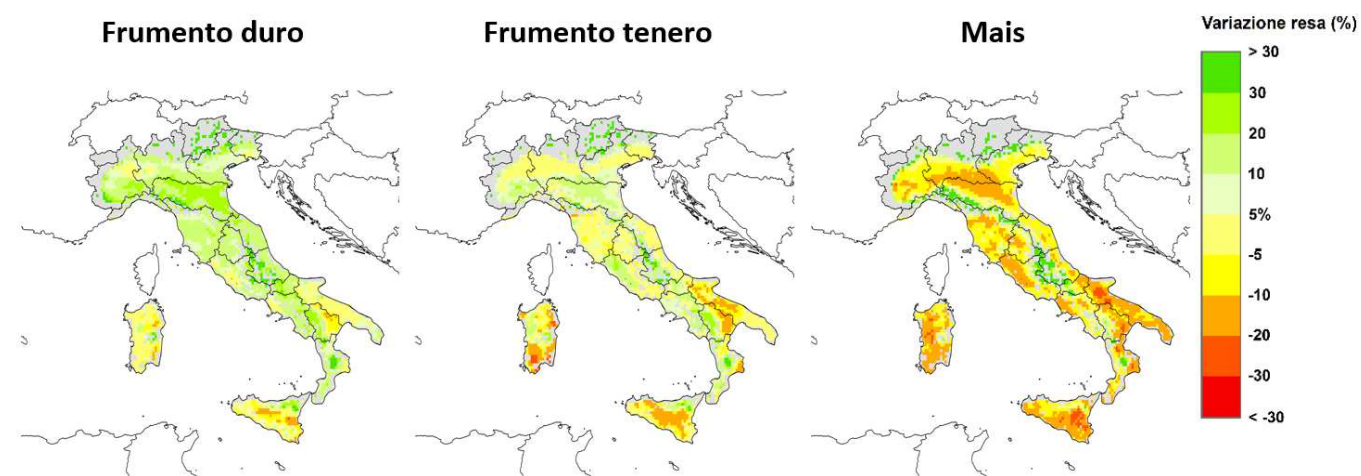 Frumento duro
Frumento tenero
Mais
Variazione resa (%)
> 30
30
20
10
5%
-5
-10
-20
-30
< -30